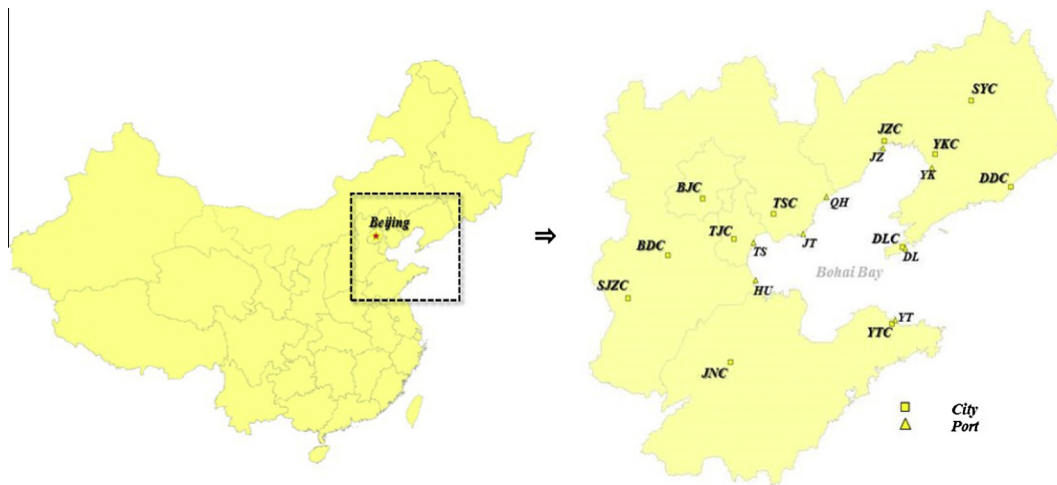 Beijing
⇒
SYC
JZC
JZ
YKC
YK
DDC
BJC
TSC
QH
TJC
TS
JT
BDC
DLC
DL
Bohai Bay
SJZC
HU
YT
YTC
JNC
City
Port